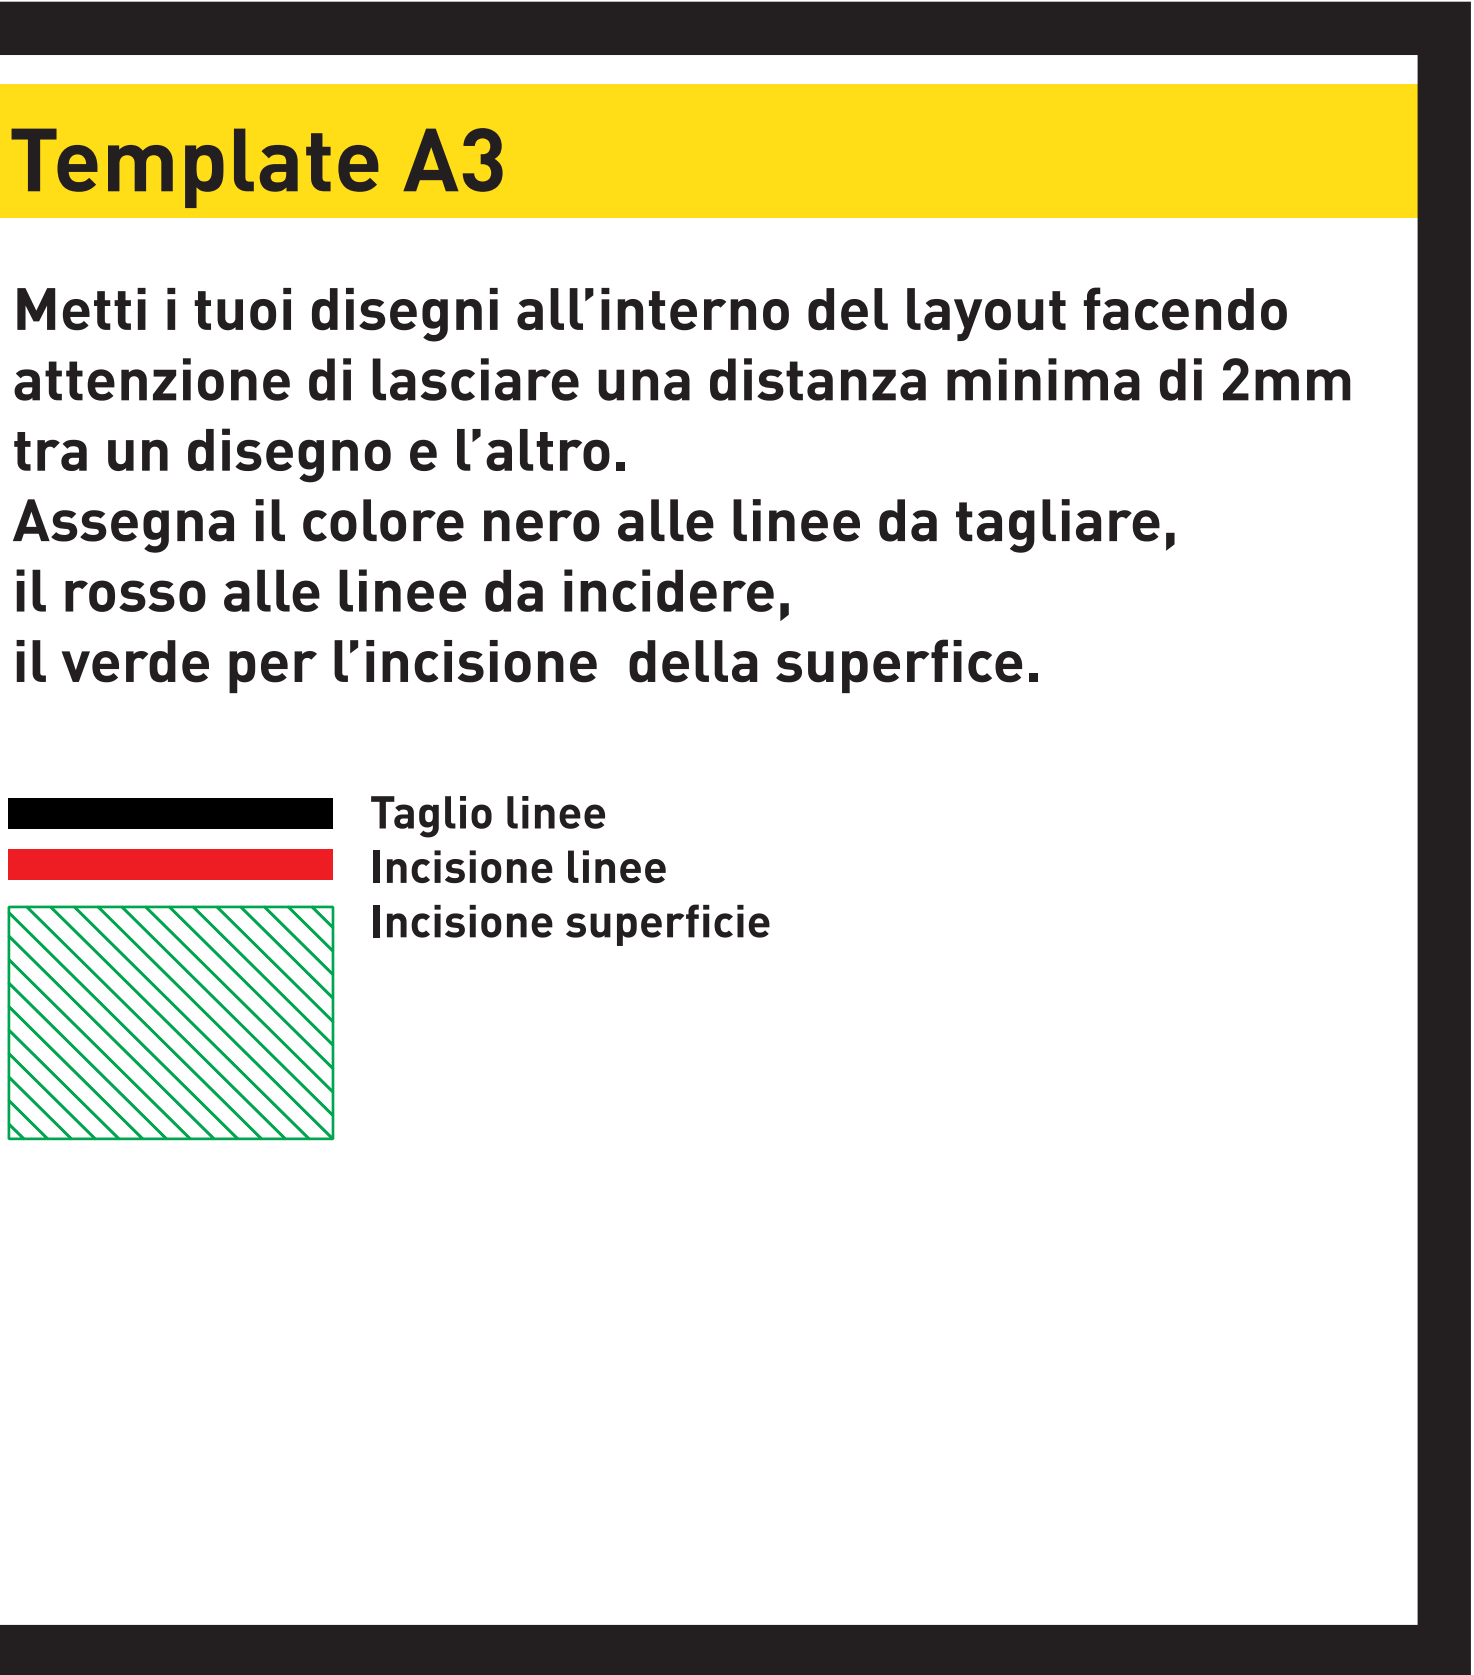 Template A3
Metti i tuoi disegni all’interno del layout facendo
attenzione di lasciare una distanza minima di 2mm
tra un disegno e l’altro.
Assegna il colore nero alle linee da tagliare,
il rosso alle linee da incidere,
il verde per l’incisione  della superfice.
Taglio linee
Incisione linee
Incisione superficie